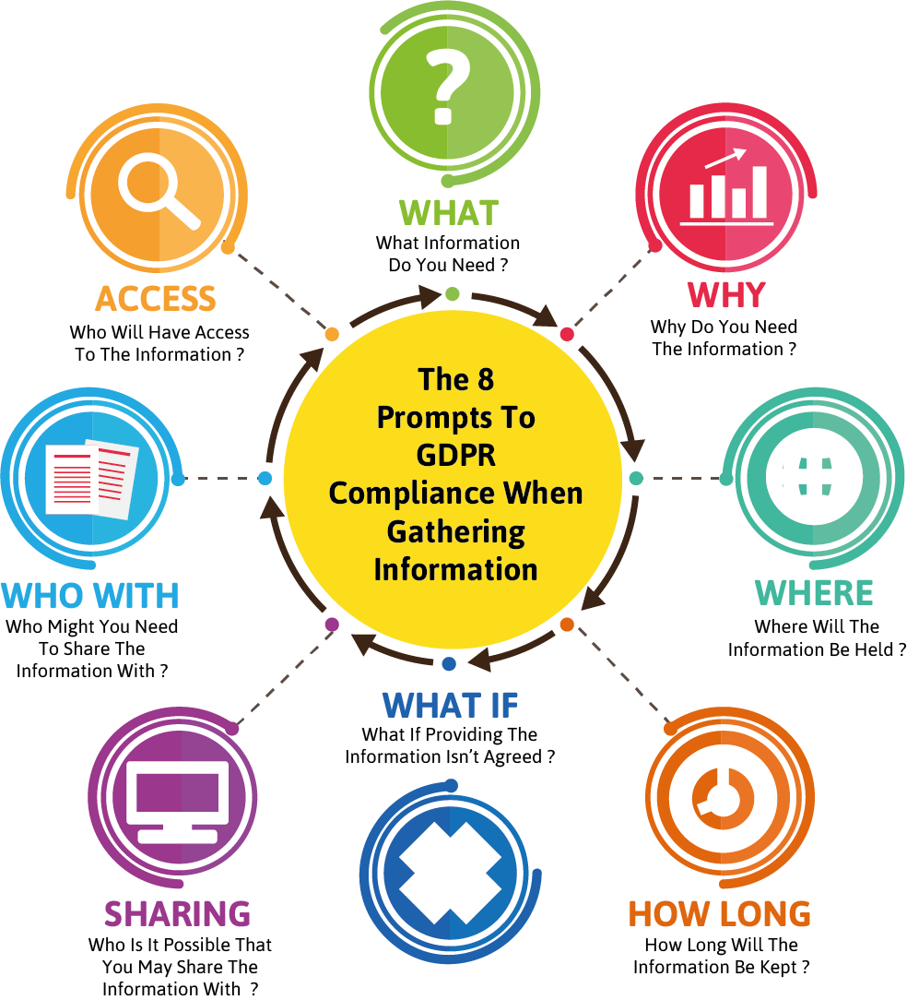 The 8
Prompts To
GDPR
Compliance When
Gathering
Information
WHAT
What Information
Do You Need ?
WHY
Why Do You Need
The Information ?
WHERE
Where Will The
Information Be Held ?
HOW LONG
How Long Will The
Information Be Kept ?
WHAT IF
What If Providing The
Information Isn’t Agreed ?
SHARING
Who Is It Possible That
You May Share The
Information With  ?
WHO WITH
Who Might You Need
To Share The
Information With ?
ACCESS
Who Will Have Access
To The Information ?